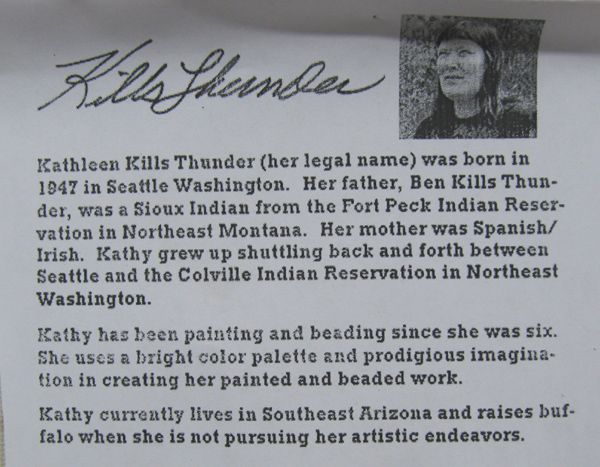 Kills Thunder
Kathleen Kills Thunder (her legal name) was born in
1947 in Seattle Washington. Her father, Ben Kills Thun-
der, was a Sioux Indian from the Fort Peck Indian Reser-
vation in Northeast Montana. Her mother was Spanish/
Irish. Kathy grew up shuttling back and forth between
Seattle and the Colville Indian Reservation in Northeast
Washington.
Kathy has been painting and beading since she was six.
She uses a bright color palette and prodigious imagina-
tion in creating her painted and beaded work.
Kathy currently lives in Southeast Arizona and raises buf-
falo when she is not pursuing her artistic endeavors.